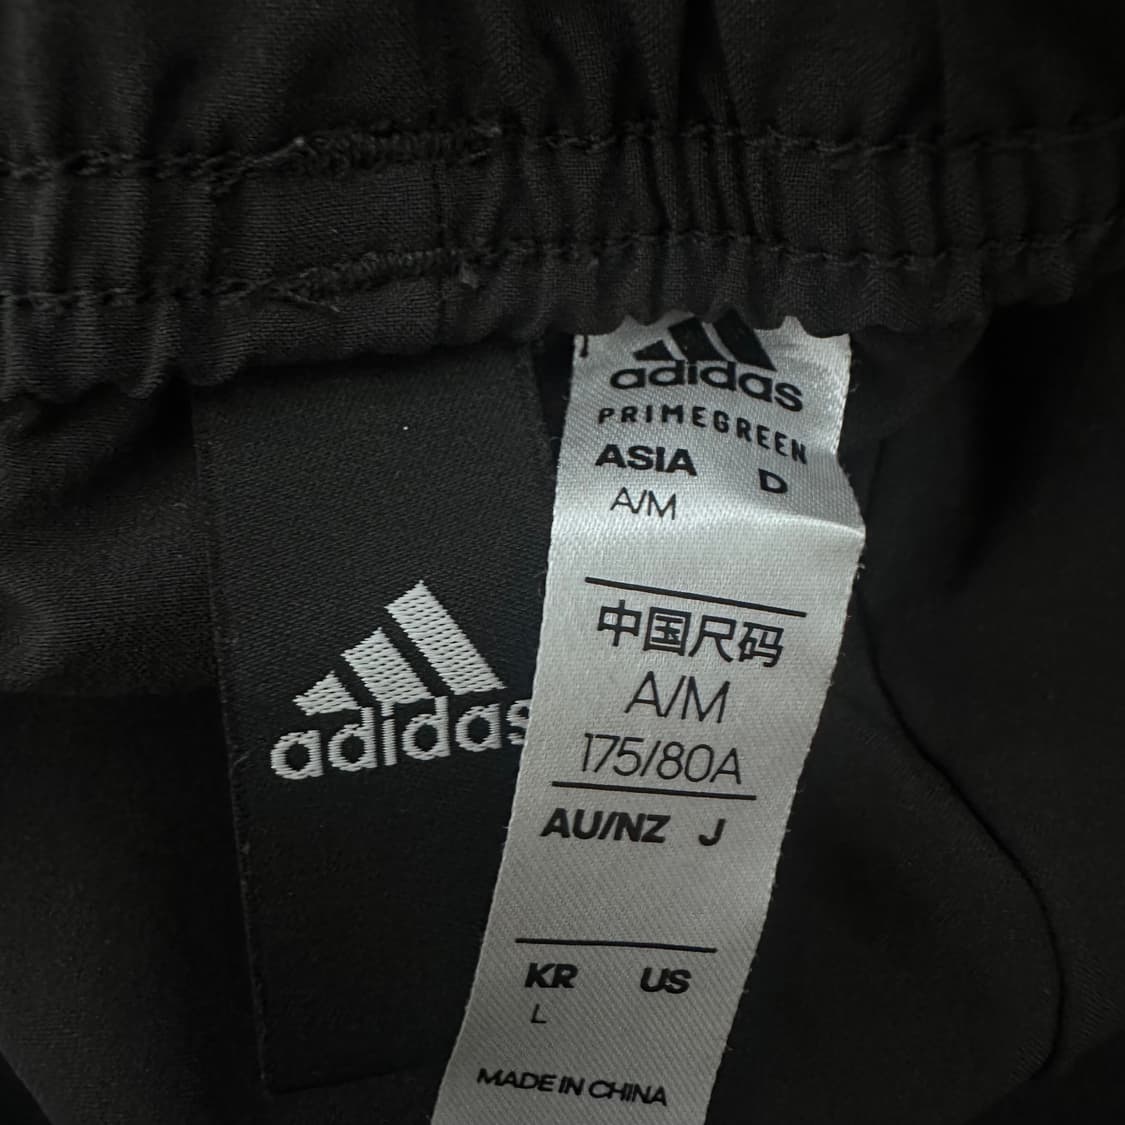 adidas
adidas
PRIMEGREEN
ASIA D
A/M
中国尺码
A/M
175/80A
AU/NZ J
KR US
L
MADE IN CHINA